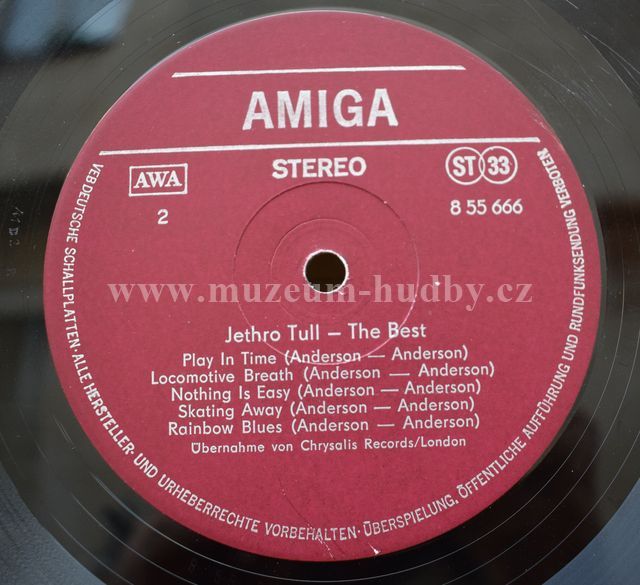 AMIGA
STEREO
AWA
2
ST 33
8 55 666
www.muzeum-hudby.cz
Jethro Tull – The Best
Play In Time (Anderson — Anderson)
Locomotive Breath (Anderson — Anderson)
Nothing Is Easy (Anderson — Anderson)
Skating Away (Anderson — Anderson)
Rainbow Blues (Anderson — Anderson)
Übernahme von Chrysalis Records/London
VEB DEUTSCHE SCHALLPLATTEN · ALLE HERSTELLER- UND URHEBERRECHTE VORBEHALTEN · ÜBERSPIELUNG, ÖFFENTLICHE AUFFÜHRUNG UND RUNDFUNKSENDUNG VERBOTEN